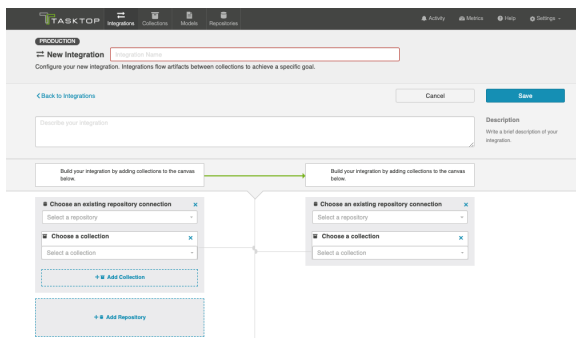 TASKTOP
Integrations
Collections
Models
Repositories
Activity
Metrics
Help
Settings
PRODUCTION
New Integration
Integration Name
Configure your new integration. Integrations flow artifacts between collections to achieve a specific goal.
Back to Integrations
Cancel
Save
Describe your Integration
Description
Write a brief description of your
integration.
Build your integration by adding collections to the canvas
below.
Build your integration by adding collections to the canvas
below.
Choose an existing repository connection
Select a repository
Choose a collection
Select a collection
Add Collection
Add Repository
Choose an existing repository connection
Select a repository
Choose a collection
Select a collection